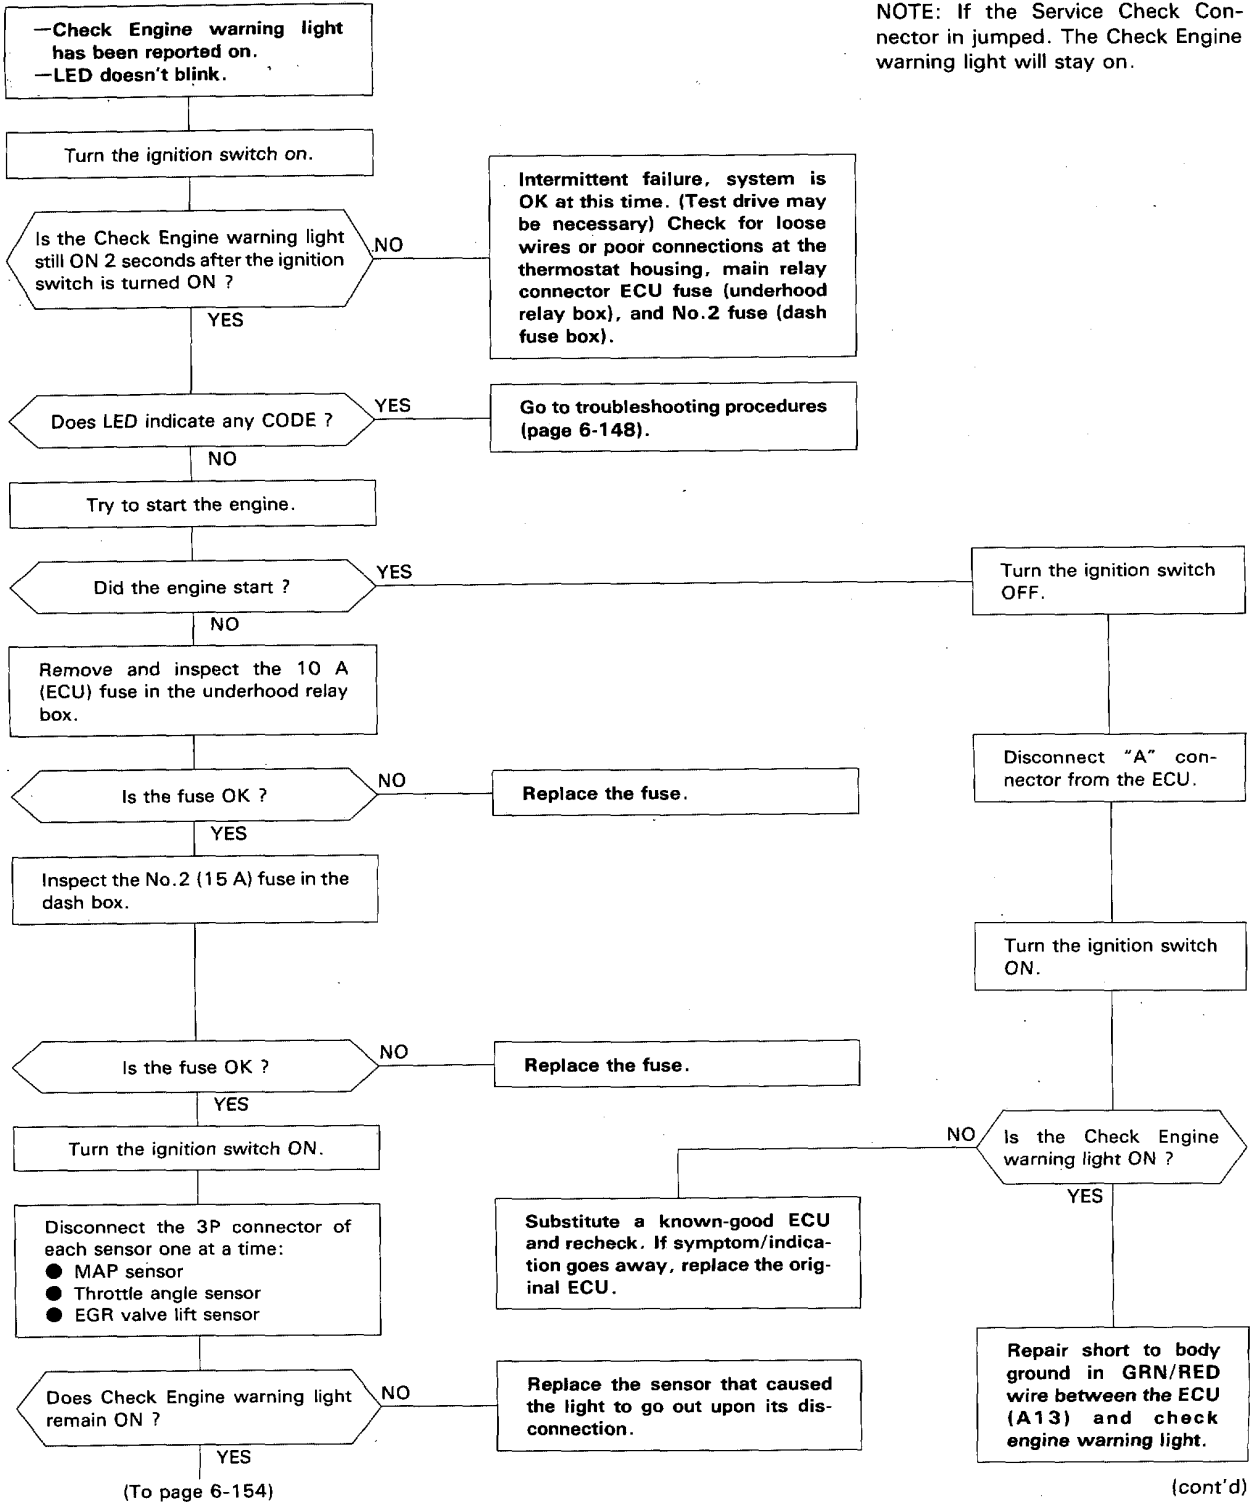 —Check Engine warning light
has been reported on.
—LED doesn't blink.
NOTE: If the Service Check Con-
nector in jumped. The Check Engine
warning light will stay on.
Turn the ignition switch on.
Is the Check Engine warning light
still ON 2 seconds after the ignition
switch is turned ON ?
NO
Intermittent failure, system is
OK at this time. (Test drive may
be necessary) Check for loose
wires or poor connections at the
thermostat housing, main relay
connector ECU fuse (underhood
relay box), and No.2 fuse (dash
fuse box).
YES
Does LED indicate any CODE ?
YES
Go to troubleshooting procedures
(page 6-148).
NO
Try to start the engine.
Did the engine start ?
YES
Turn the ignition switch
OFF.
NO
Remove and inspect the 10 A
(ECU) fuse in the underhood relay
box.
Disconnect "A" con-
nector from the ECU.
Is the fuse OK ?
NO
Replace the fuse.
YES
Inspect the No.2 (15 A) fuse in the
dash box.
Turn the ignition switch
ON.
Is the fuse OK ?
NO
Replace the fuse.
YES
Turn the ignition switch ON.
Is the Check Engine
warning light ON ?
NO
YES
Disconnect the 3P connector of
each sensor one at a time:
● MAP sensor
● Throttle angle sensor
● EGR valve lift sensor
Substitute a known-good ECU
and recheck. If symptom/indica-
tion goes away, replace the orig-
inal ECU.
Repair short to body
ground in GRN/RED
wire between the ECU
(A13) and check
engine warning light.
Does Check Engine warning light
remain ON ?
NO
Replace the sensor that caused
the light to go out upon its dis-
connection.
YES
(To page 6-154)
(cont'd)